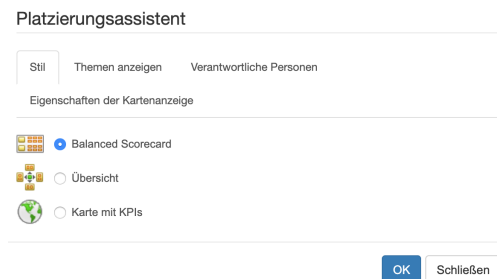 Platzierungsassistent
Stil Themen anzeigen Verantwortliche Personen
Eigenschaften der Kartenanzeige
Balanced Scorecard
Übersicht
Karte mit KPIs
OK Schließen